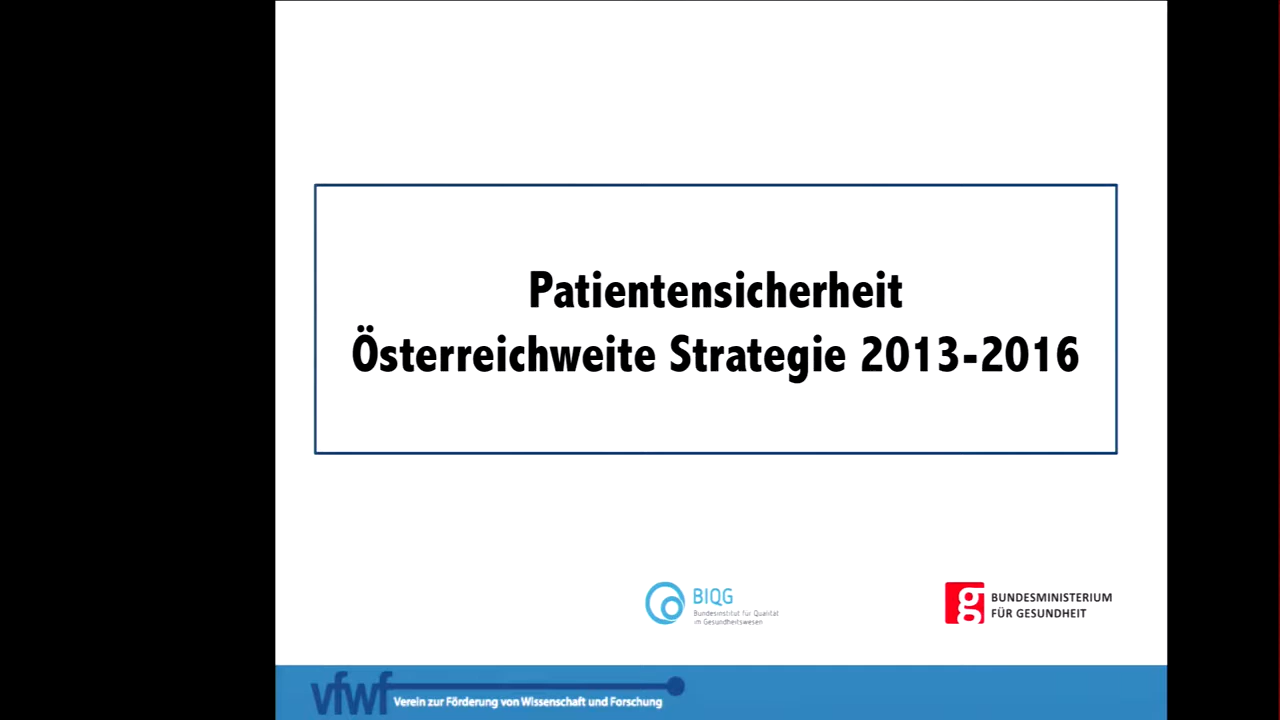 Patientensicherheit
Österreichweite Strategie 2013-2016
BIQG
Bundesinstitut für Qualität
im Gesundheitswesen
g BUNDESMINISTERIUM
FÜR GESUNDHEIT
vfwf Verein zur Förderung von Wissenschaft und Forschung